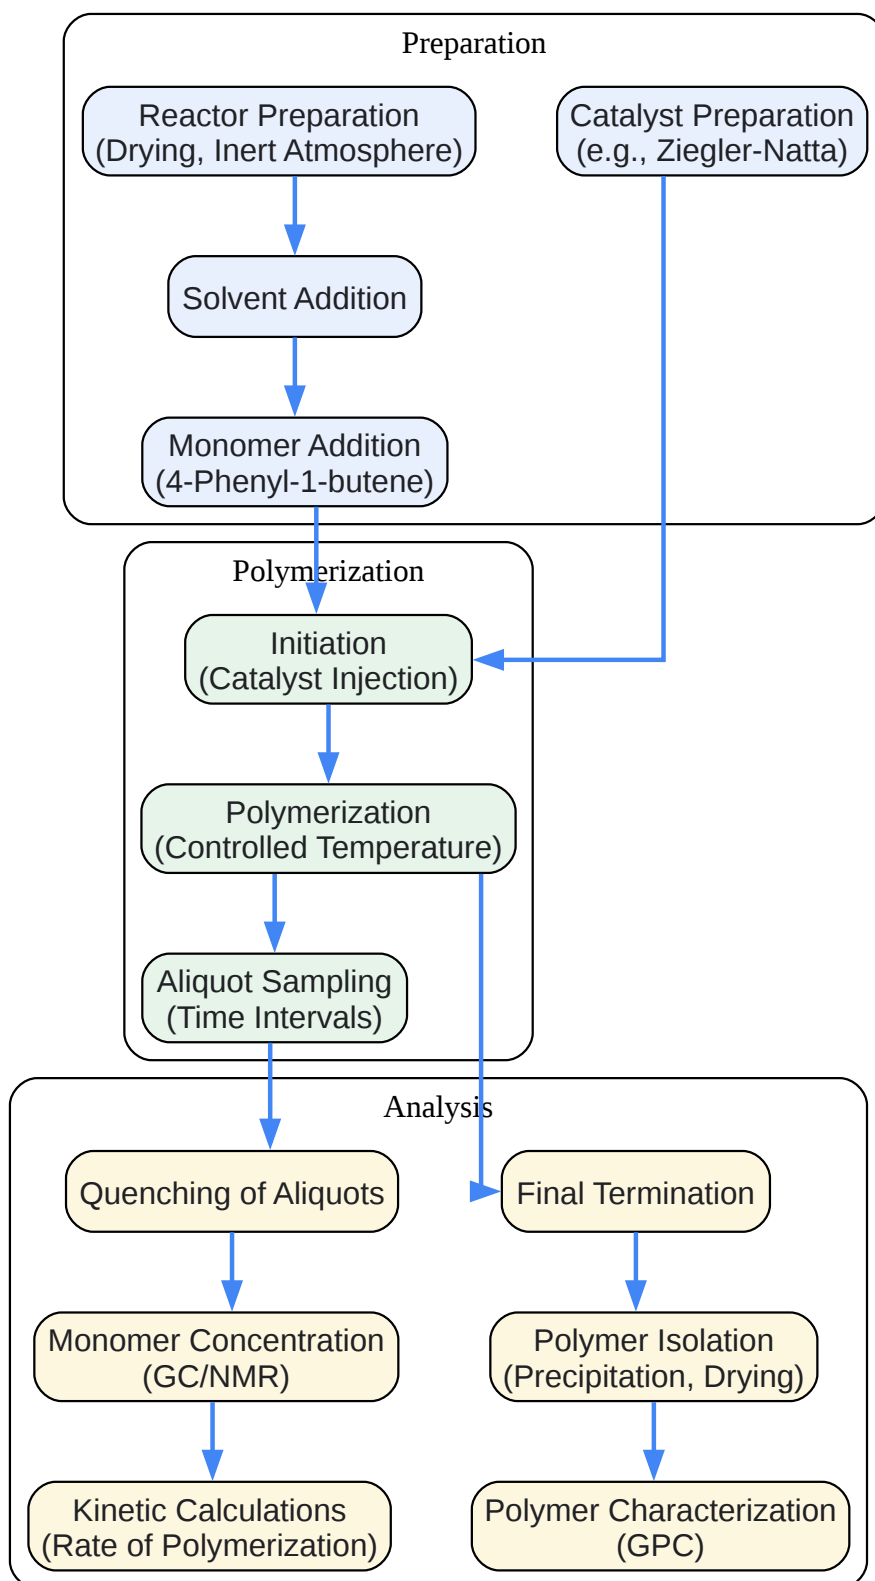 Preparation
Reactor Preparation
(Drying, Inert Atmosphere)
Catalyst Preparation
(e.g., Ziegler-Natta)
Solvent Addition
Monomer Addition
(4-Phenyl-1-butene)
Polymerization
Initiation
(Catalyst Injection)
Polymerization
(Controlled Temperature)
Aliquot Sampling
(Time Intervals)
Analysis
Quenching of Aliquots
Final Termination
Monomer Concentration
(GC/NMR)
Polymer Isolation
(Precipitation, Drying)
Kinetic Calculations
(Rate of Polymerization)
Polymer Characterization
(GPC)